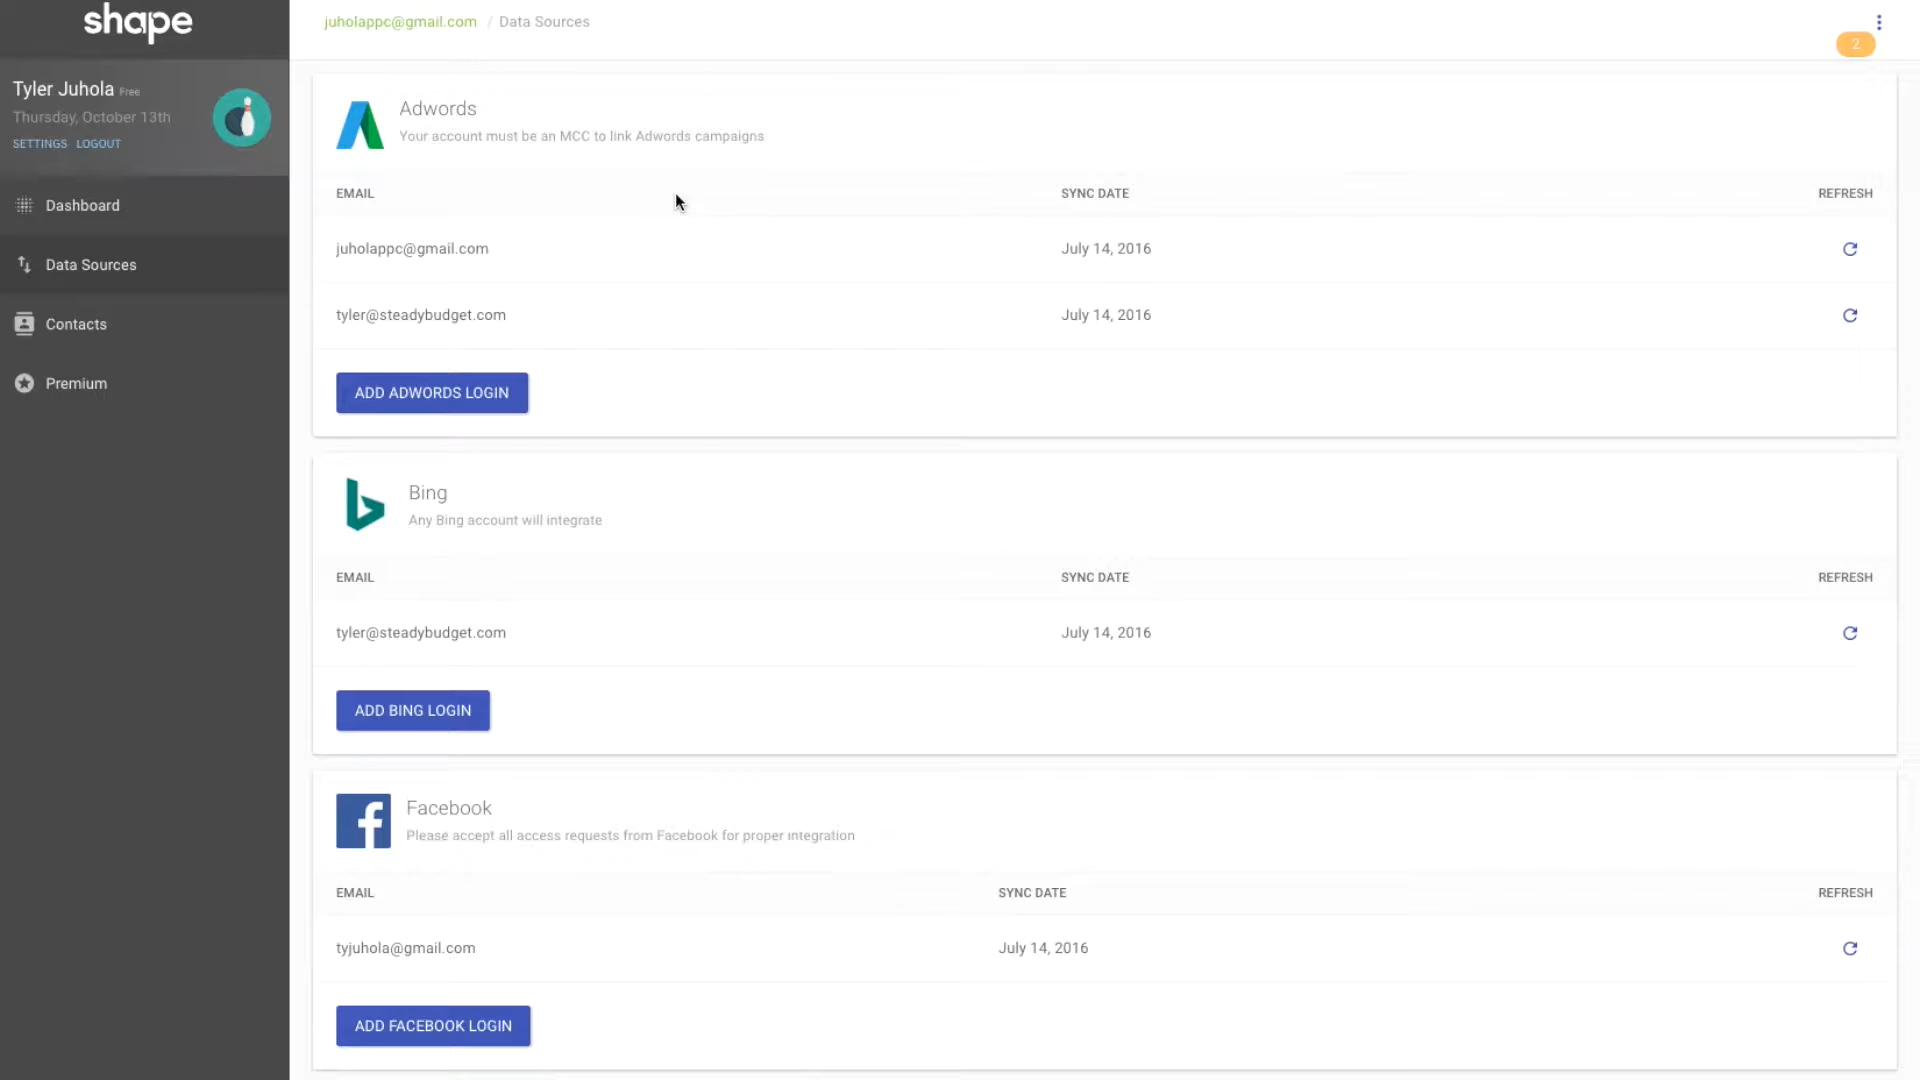 shape
juholappc@gmail.com / Data Sources
2
Tyler Juhola Free
Thursday, October 13th
SETTINGS LOGOUT
Dashboard
Data Sources
Contacts
Premium
Adwords
Your account must be an MCC to link Adwords campaigns
EMAIL SYNC DATE REFRESH
juholappc@gmail.com July 14, 2016
tyler@steadybudget.com July 14, 2016
ADD ADWORDS LOGIN
Bing
Any Bing account will integrate
EMAIL SYNC DATE REFRESH
tyler@steadybudget.com July 14, 2016
ADD BING LOGIN
Facebook
Please accept all access requests from Facebook for proper integration
EMAIL SYNC DATE REFRESH
tyjuhola@gmail.com July 14, 2016
ADD FACEBOOK LOGIN